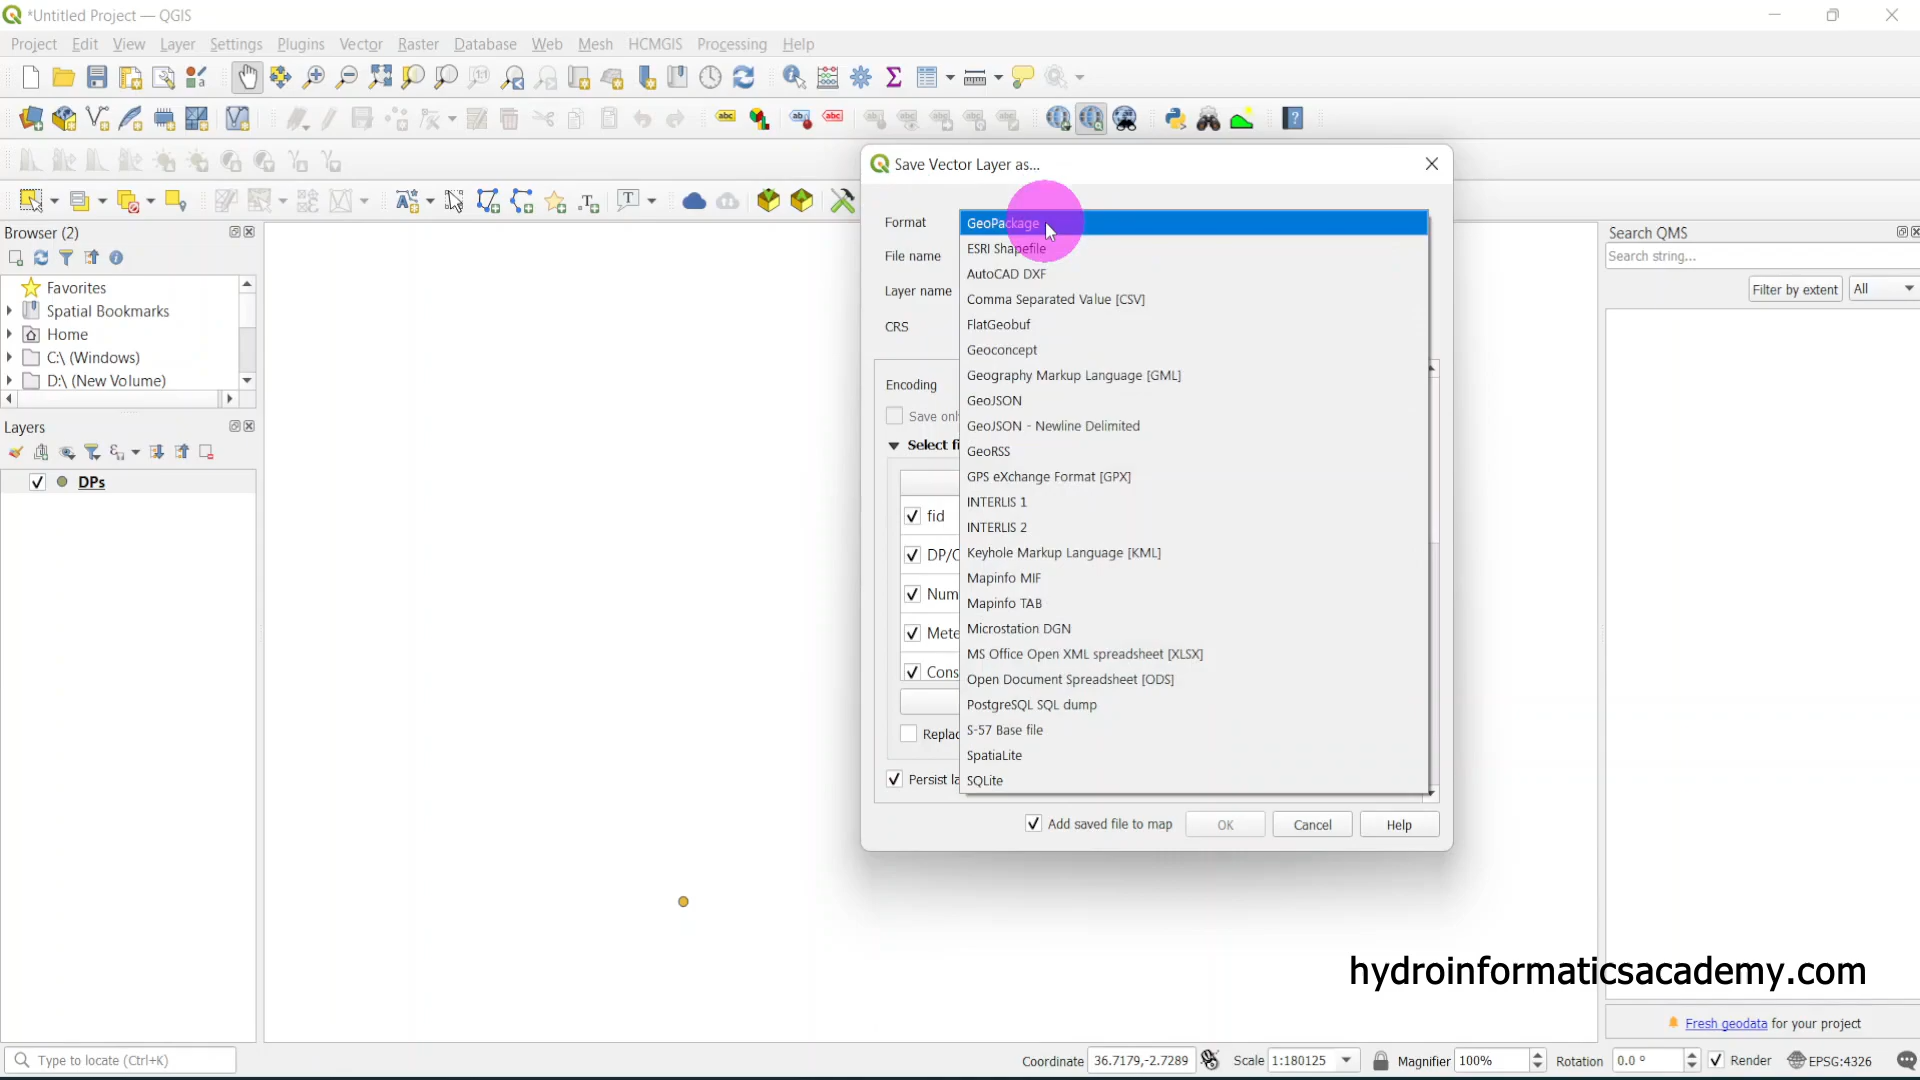 *Untitled Project — QGIS
Project Edit View Layer Settings Plugins Vector Raster Database Web Mesh HCMGIS Processing Help
Save Vector Layer as...
Format
GeoPackage
ESRI Shapefile
File name
AutoCAD DXF
Layer name
Comma Separated Value [CSV]
CRS
FlatGeobuf
Geoconcept
Encoding
Geography Markup Language [GML]
GeoJSON
Save onl
GeoJSON - Newline Delimited
Select fi
GeoRSS
GPS eXchange Format [GPX]
INTERLIS 1
fid
INTERLIS 2
DP/C
Keyhole Markup Language [KML]
Mapinfo MIF
Num
Mapinfo TAB
Mete
Microstation DGN
MS Office Open XML spreadsheet [XLSX]
Cons
Open Document Spreadsheet [ODS]
PostgreSQL SQL dump
Replac
S-57 Base file
SpatiaLite
Persist la
SQLite
Add saved file to map OK Cancel Help
Browser (2)
Favorites
Spatial Bookmarks
Home
C:\ (Windows)
D:\ (New Volume)
Layers
DPs
Search QMS
Search string...
Filter by extent All
hydroinformaticsacademy.com
Fresh geodata for your project
Type to locate (Ctrl+K) Coordinate 36.7179,-2.7289 Scale 1:180125 Magnifier 100% Rotation 0.0 ° Render EPSG:4326